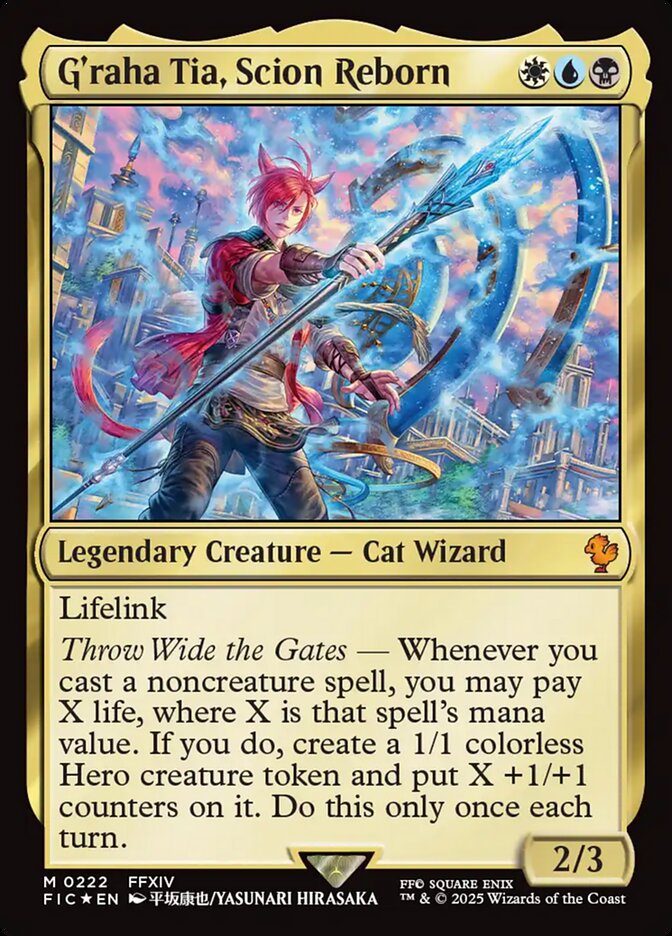 G'raha Tia, Scion Reborn
Legendary Creature — Cat Wizard
Lifelink
Throw Wide the Gates — Whenever you
cast a noncreature spell, you may pay
X life, where X is that spell's mana
value. If you do, create a 1/1 colorless
Hero creature token and put X +1/+1
counters on it. Do this only once each
turn.
2/3
M 0222 FFXIV
FIC★EN 平坂康也/YASUNARI HIRASAKA
FF© SQUARE ENIX
™ & © 2025 Wizards of the Coast